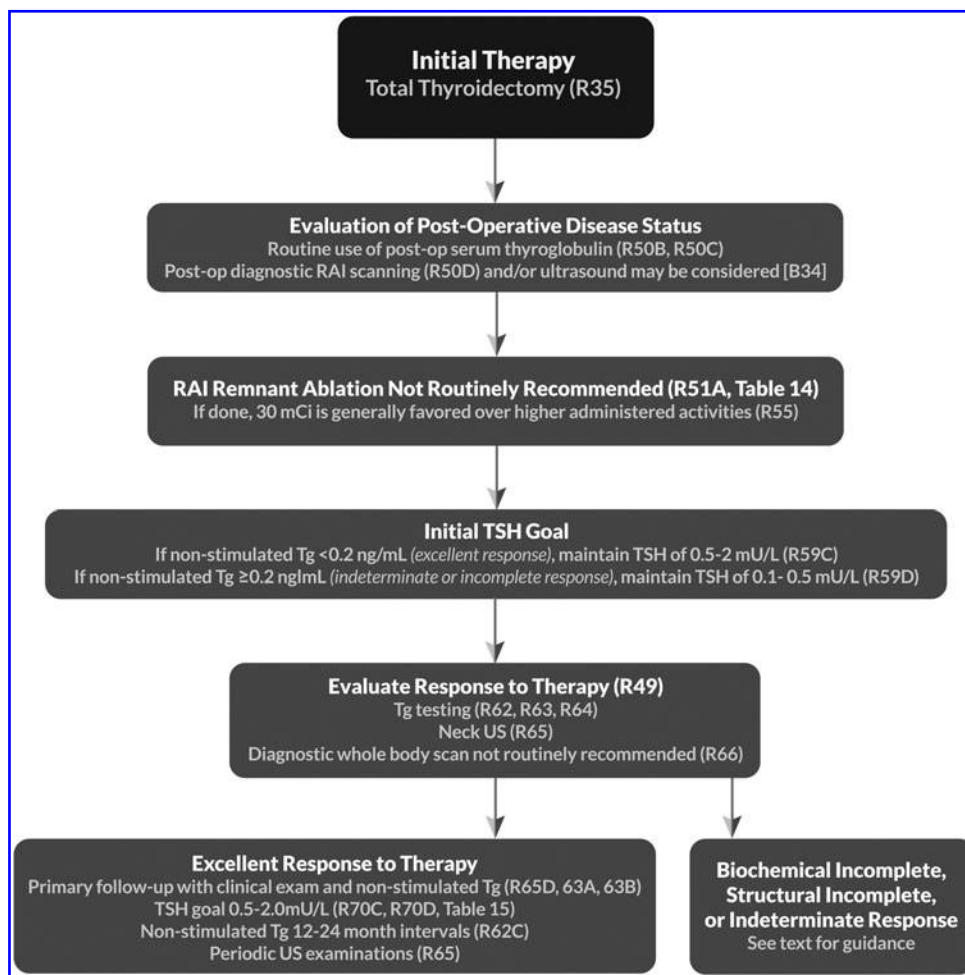 Initial Therapy
Total Thyroidectomy (R35)
Evaluation of Post-Operative Disease Status
Routine use of post-op serum thyroglobulin (R50B, R50C)
Post-op diagnostic RAI scanning (R50D) and/or ultrasound may be considered [B34]
RAI Remnant Ablation Not Routinely Recommended (R51A, Table 14)
If done, 30 mCi is generally favored over higher administered activities (R55)
Initial TSH Goal
If non-stimulated Tg <0.2 ng/mL (excellent response), maintain TSH of 0.5-2 mU/L (R59C)
If non-stimulated Tg ≥0.2 nglmL (indeterminate or incomplete response), maintain TSH of 0.1- 0.5 mU/L (R59D)
Evaluate Response to Therapy (R49)
Tg testing (R62, R63, R64)
Neck US (R65)
Diagnostic whole body scan not routinely recommended (R66)
Excellent Response to Therapy
Primary follow-up with clinical exam and non-stimulated Tg (R65D, 63A, 63B)
TSH goal 0.5-2.0mU/L (R70C, R70D, Table 15)
Non-stimulated Tg 12-24 month intervals (R62C)
Periodic US examinations (R65)
Biochemical Incomplete,
Structural Incomplete,
or Indeterminate Response
See text for guidance